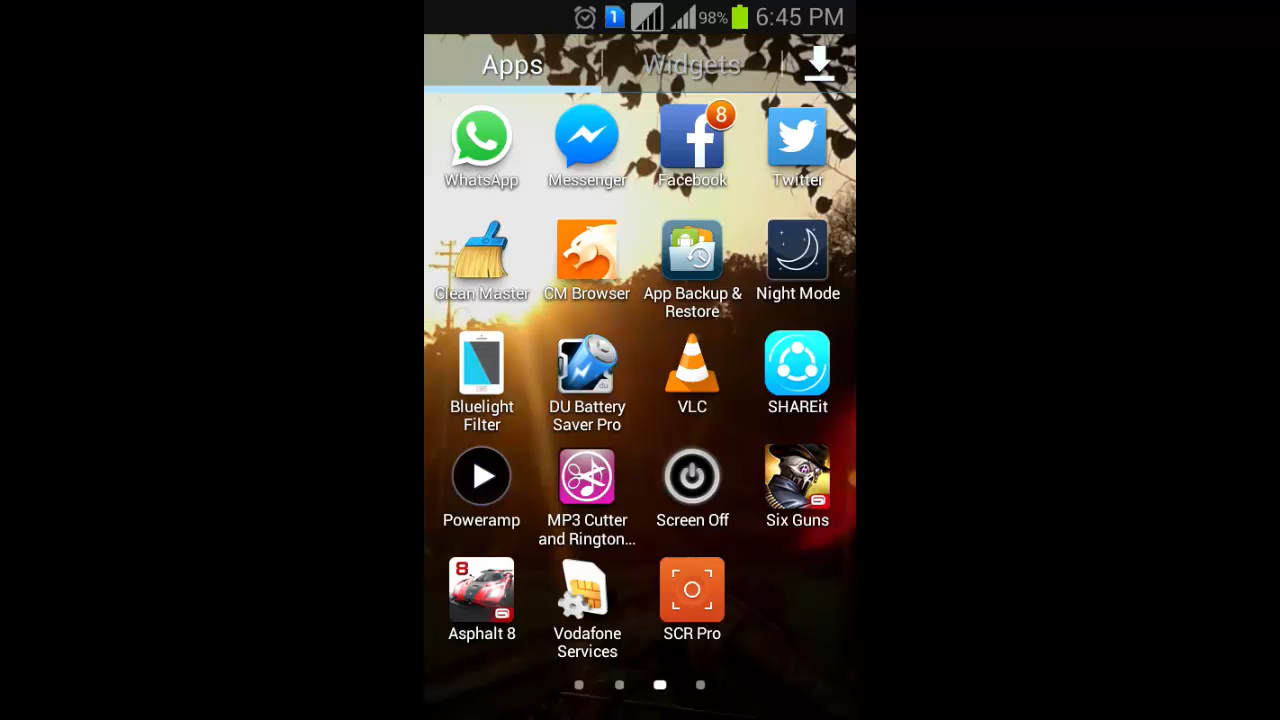 1 98% 6:45 PM
Apps Widgets
8
WhatsApp Messenger Facebook Twitter
Clean Master CM Browser App Backup & Night Mode
Restore
du
Bluelight DU Battery VLC SHAREit
Filter Saver Pro
Poweramp MP3 Cutter Screen Off Six Guns
and Rington...
8
Asphalt 8 Vodafone SCR Pro
Services